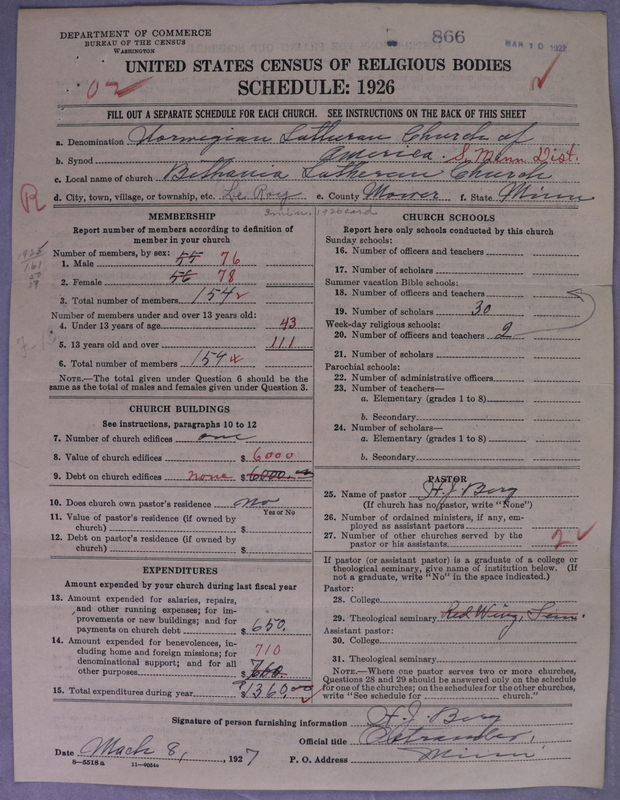 DEPARTMENT OF COMMERCE
BUREAU OF THE CENSUS
WASHINGTON
866
MAR 10 1927
UNITED STATES CENSUS OF RELIGIOUS BODIES
SCHEDULE: 1926
02
FILL OUT A SEPARATE SCHEDULE FOR EACH CHURCH. SEE INSTRUCTIONS ON THE BACK OF THIS SHEET
a. Denomination Norwegian Lutheran Church of
b. Synod America. S. Minn Dist.
c. Local name of church Bethania Lutheran Church
d. City, town, village, or township, etc. Le Roy e. County Mower f. State Minn
R
MEMBERSHIP
Report number of members according to definition of
member in your church
Number of members, by sex:
1. Male 55 76
2. Female 56 78
3. Total number of members 154
Number of members under and over 13 years old:
4. Under 13 years of age 43
5. 13 years old and over 111
6. Total number of members 154
NOTE.—The total given under Question 6 should be the
same as the total of males and females given under Question 3.
CHURCH BUILDINGS
See instructions, paragraphs 10 to 12
7. Number of church edifices one
8. Value of church edifices $ 6000
9. Debt on church edifices none $ 6000
10. Does church own pastor's residence no
Yes or No
11. Value of pastor's residence (if owned by
church) $
12. Debt on pastor's residence (if owned by
church) $
EXPENDITURES
Amount expended by your church during last fiscal year
13. Amount expended for salaries, repairs,
and other running expenses; for im-
provements or new buildings; and for
payments on church debt $ 650.
14. Amount expended for benevolences, in-
cluding home and foreign missions; for
denominational support; and for all
other purposes $ 710
15. Total expenditures during year $ 1360
CHURCH SCHOOLS
Report here only schools conducted by this church
Sunday schools:
16. Number of officers and teachers
17. Number of scholars
Summer vacation Bible schools:
18. Number of officers and teachers
19. Number of scholars 30
Week-day religious schools:
20. Number of officers and teachers 2
21. Number of scholars
Parochial schools:
22. Number of administrative officers
23. Number of teachers—
a. Elementary (grades 1 to 8)
b. Secondary
24. Number of scholars—
a. Elementary (grades 1 to 8)
b. Secondary
PASTOR
25. Name of pastor H. J. Berg
(If church has no pastor, write "None")
26. Number of ordained ministers, if any, em-
ployed as assistant pastors
27. Number of other churches served by the
pastor or his assistants 2
If pastor (or assistant pastor) is a graduate of a college or
theological seminary, give name of institution below. (If
not a graduate, write "No" in the space indicated.)
Pastor:
28. College
29. Theological seminary Red Wing, Sem.
Assistant pastor:
30. College
31. Theological seminary
NOTE.—Where one pastor serves two or more churches,
Questions 28 and 29 should be answered only on the schedule
for one of the churches; on the schedules for the other churches,
write "See schedule for church."
Signature of person furnishing information H. J. Berg
Official title Ostrander,
Date Mach 8, 1927 P. O. Address Minn
8—5518a 11—9054